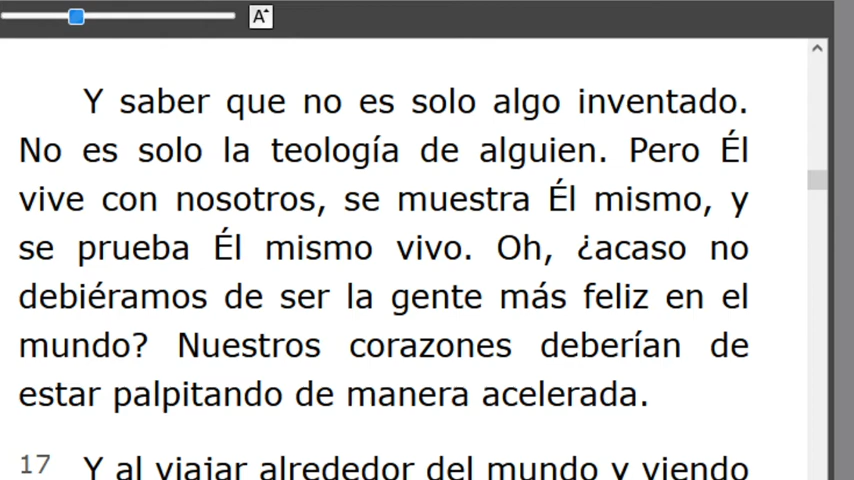 A
Y saber que no es solo algo inventado.
No es solo la teología de alguien. Pero Él
vive con nosotros, se muestra Él mismo, y
se prueba Él mismo vivo. Oh, ¿acaso no
debiéramos de ser la gente más feliz en el
mundo? Nuestros corazones deberían de
estar palpitando de manera acelerada.
17 Y al viajar alrededor del mundo y viendo